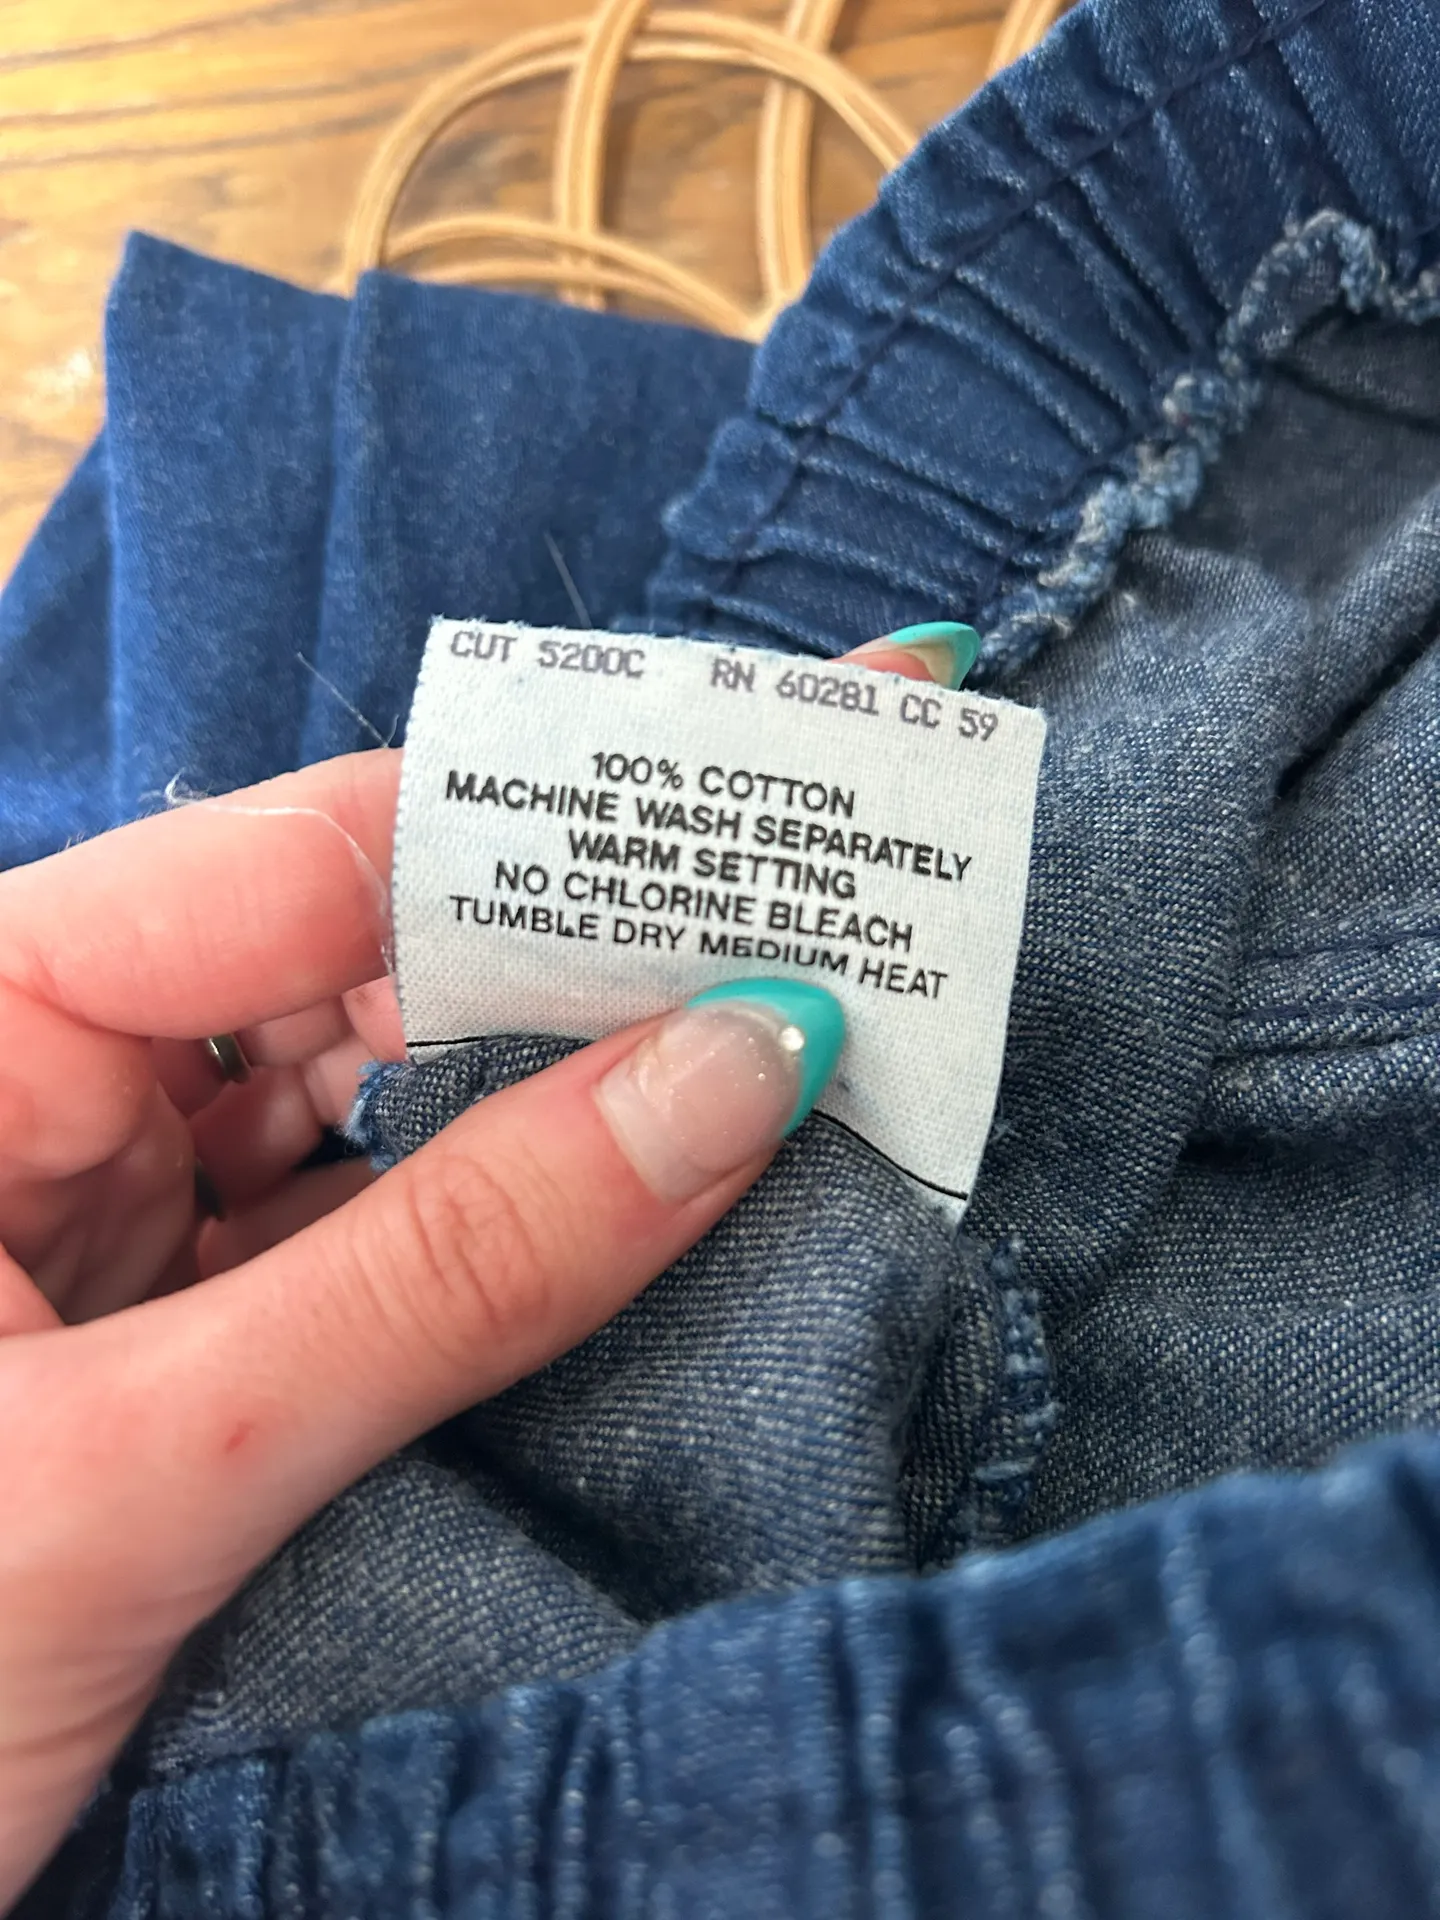 CUT 5200C RN 60281 CC 59
100% COTTON
MACHINE WASH SEPARATELY
WARM SETTING
NO CHLORINE BLEACH
TUMBLE DRY MEDIUM HEAT